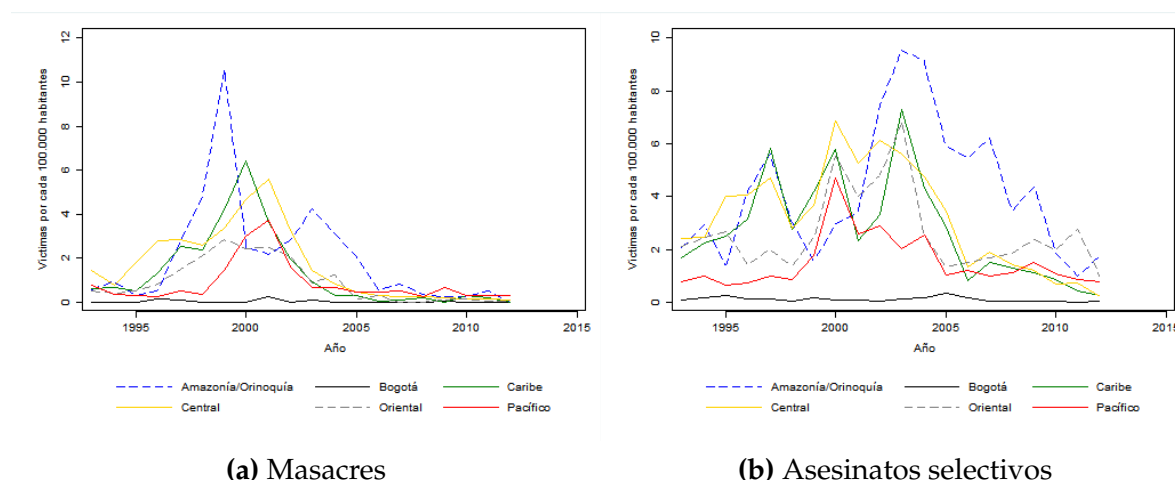 Víctimas por cada 100.000 habitantes
12
10
8
6
4
2
0
1995 2000 2005 2010 2015
Año
Amazonía/Orinoquía Bogotá Caribe
Central Oriental Pacífico
(a) Masacres
Víctimas por cada 100.000 habitantes
10
8
6
4
2
0
1995 2000 2005 2010 2015
Año
Amazonía/Orinoquía Bogotá Caribe
Central Oriental Pacífico
(b) Asesinatos selectivos